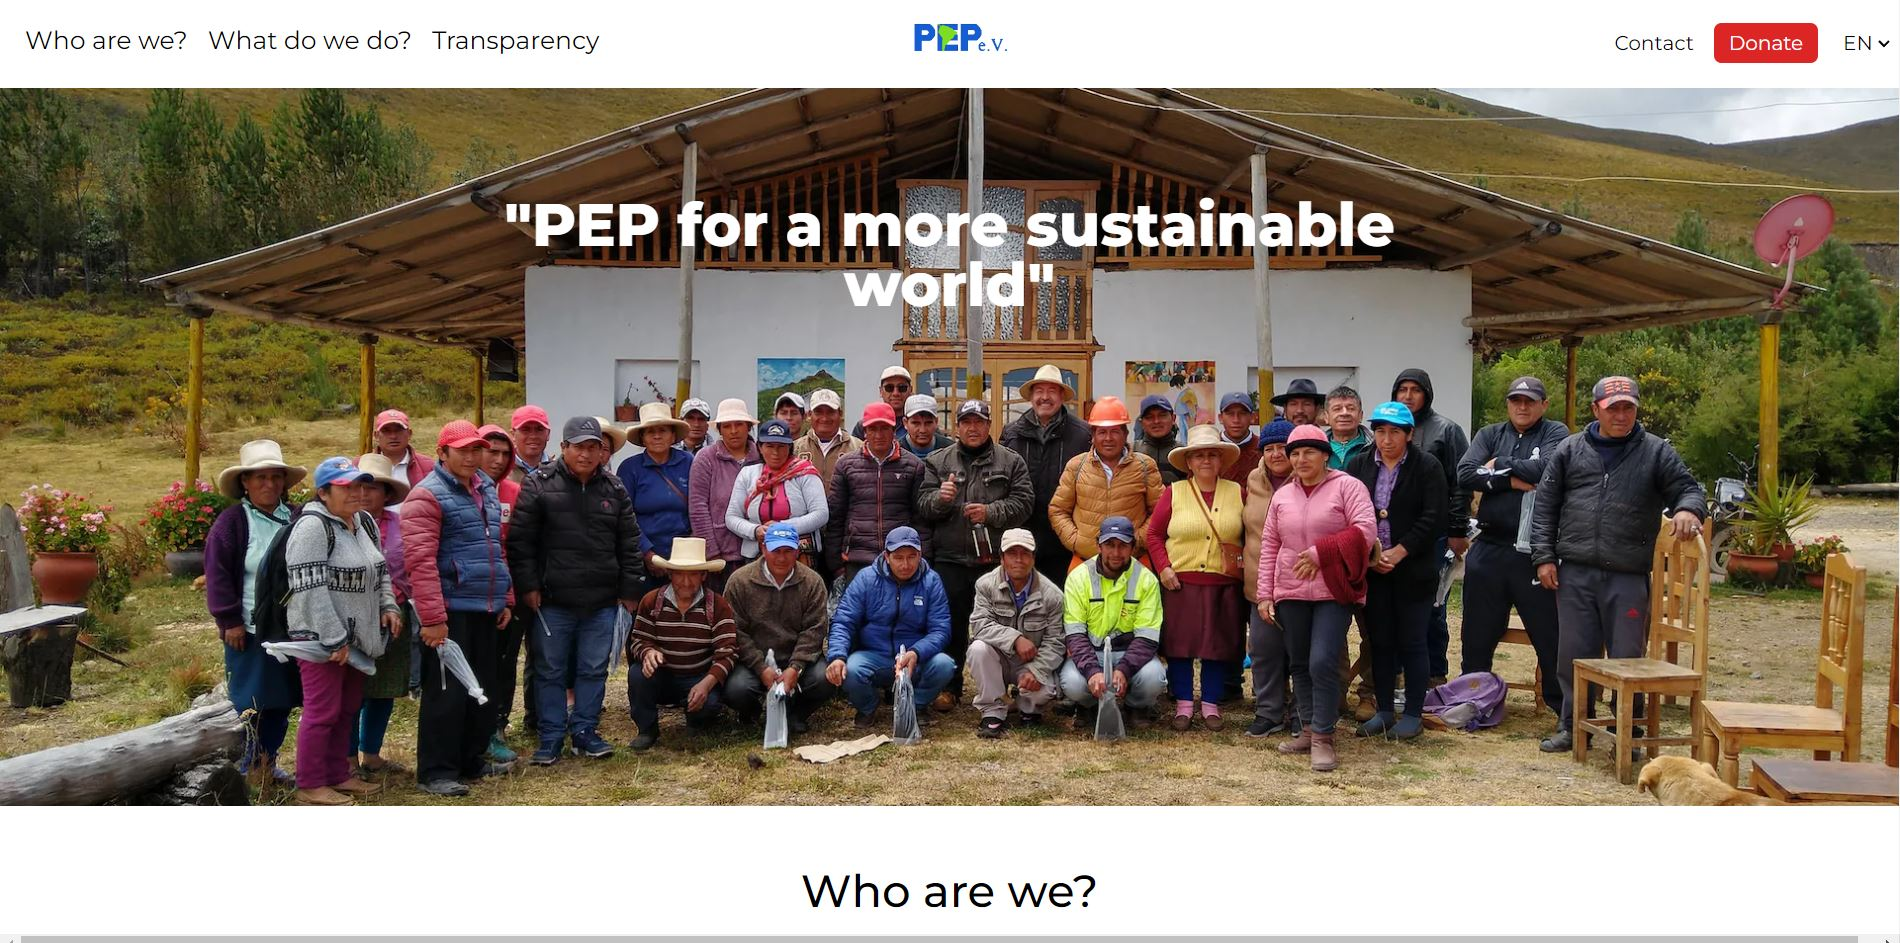 Who are we? What do we do? Transparency
PEP e.V.
Contact Donate EN
"PEP for a more sustainable
world"
Who are we?